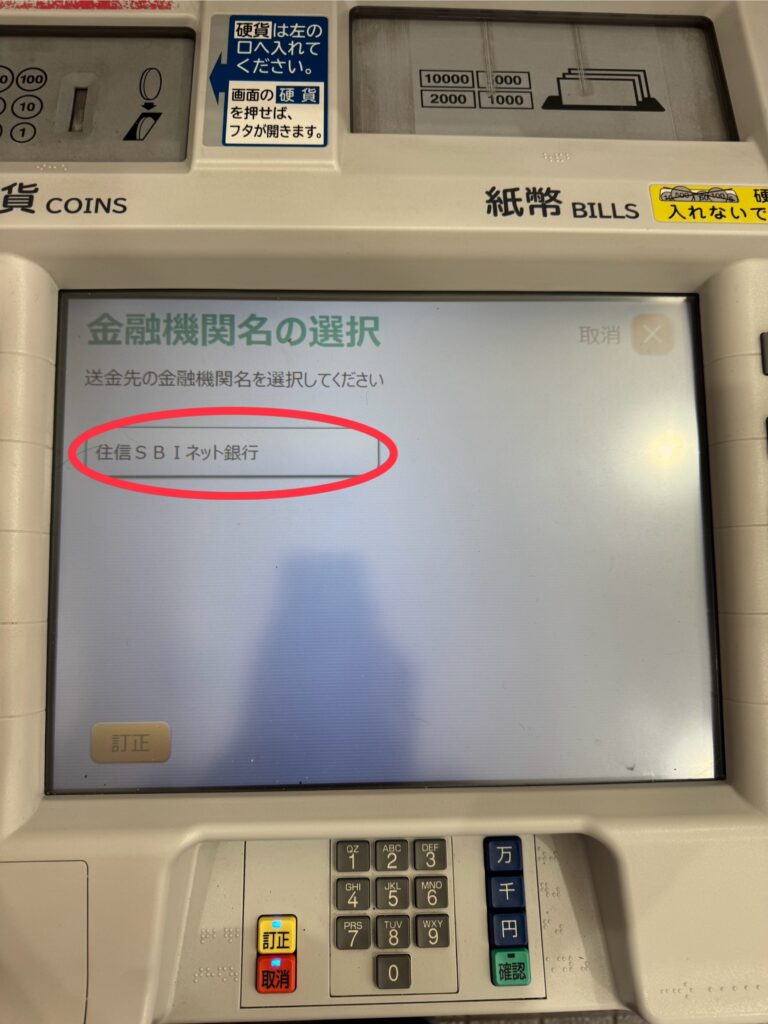 硬貨は左の
口へ入れて
ください。
画面の 硬貨
を押せば、
フタが開きます。
100
10
1
10000
2000 1000
貨 COINS
紙幣 BILLS
入れないで
金融機関名の選択
取消
送金先の金融機関名を選択してください
住信SBIネット銀行
訂正
QZ 1 ABC 2 DEF 3
GHI 4 JKL 5 MNO 6
PRS 7 TUV 8 WXY 9
0
万
千
円
確認
訂正
取消